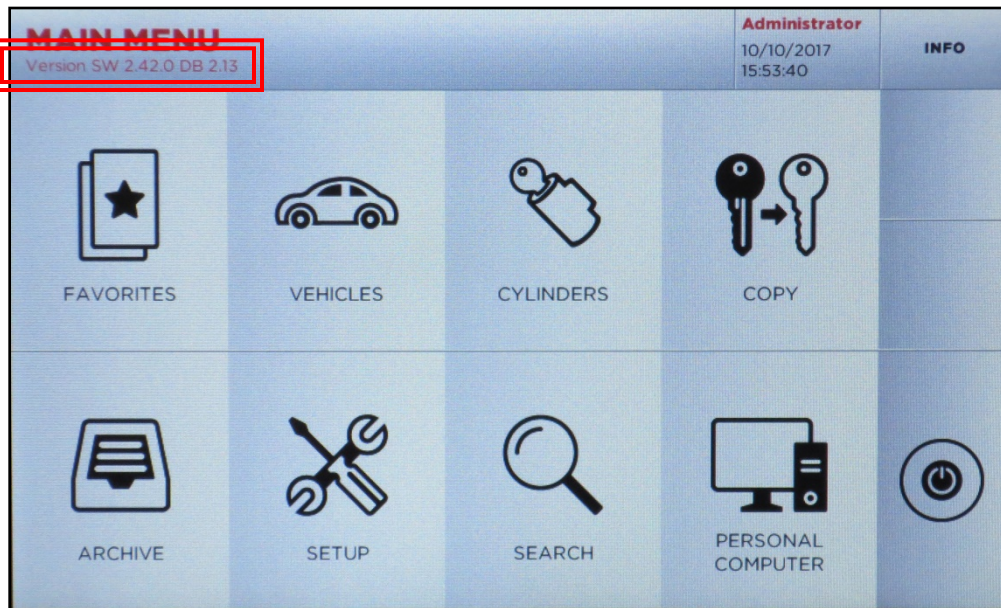 MAIN MENU
Version SW 2.42.0 DB 2.13
Administrator
10/10/2017
15:53:40
INFO
FAVORITES
VEHICLES
CYLINDERS
COPY
ARCHIVE
SETUP
SEARCH
PERSONAL
COMPUTER